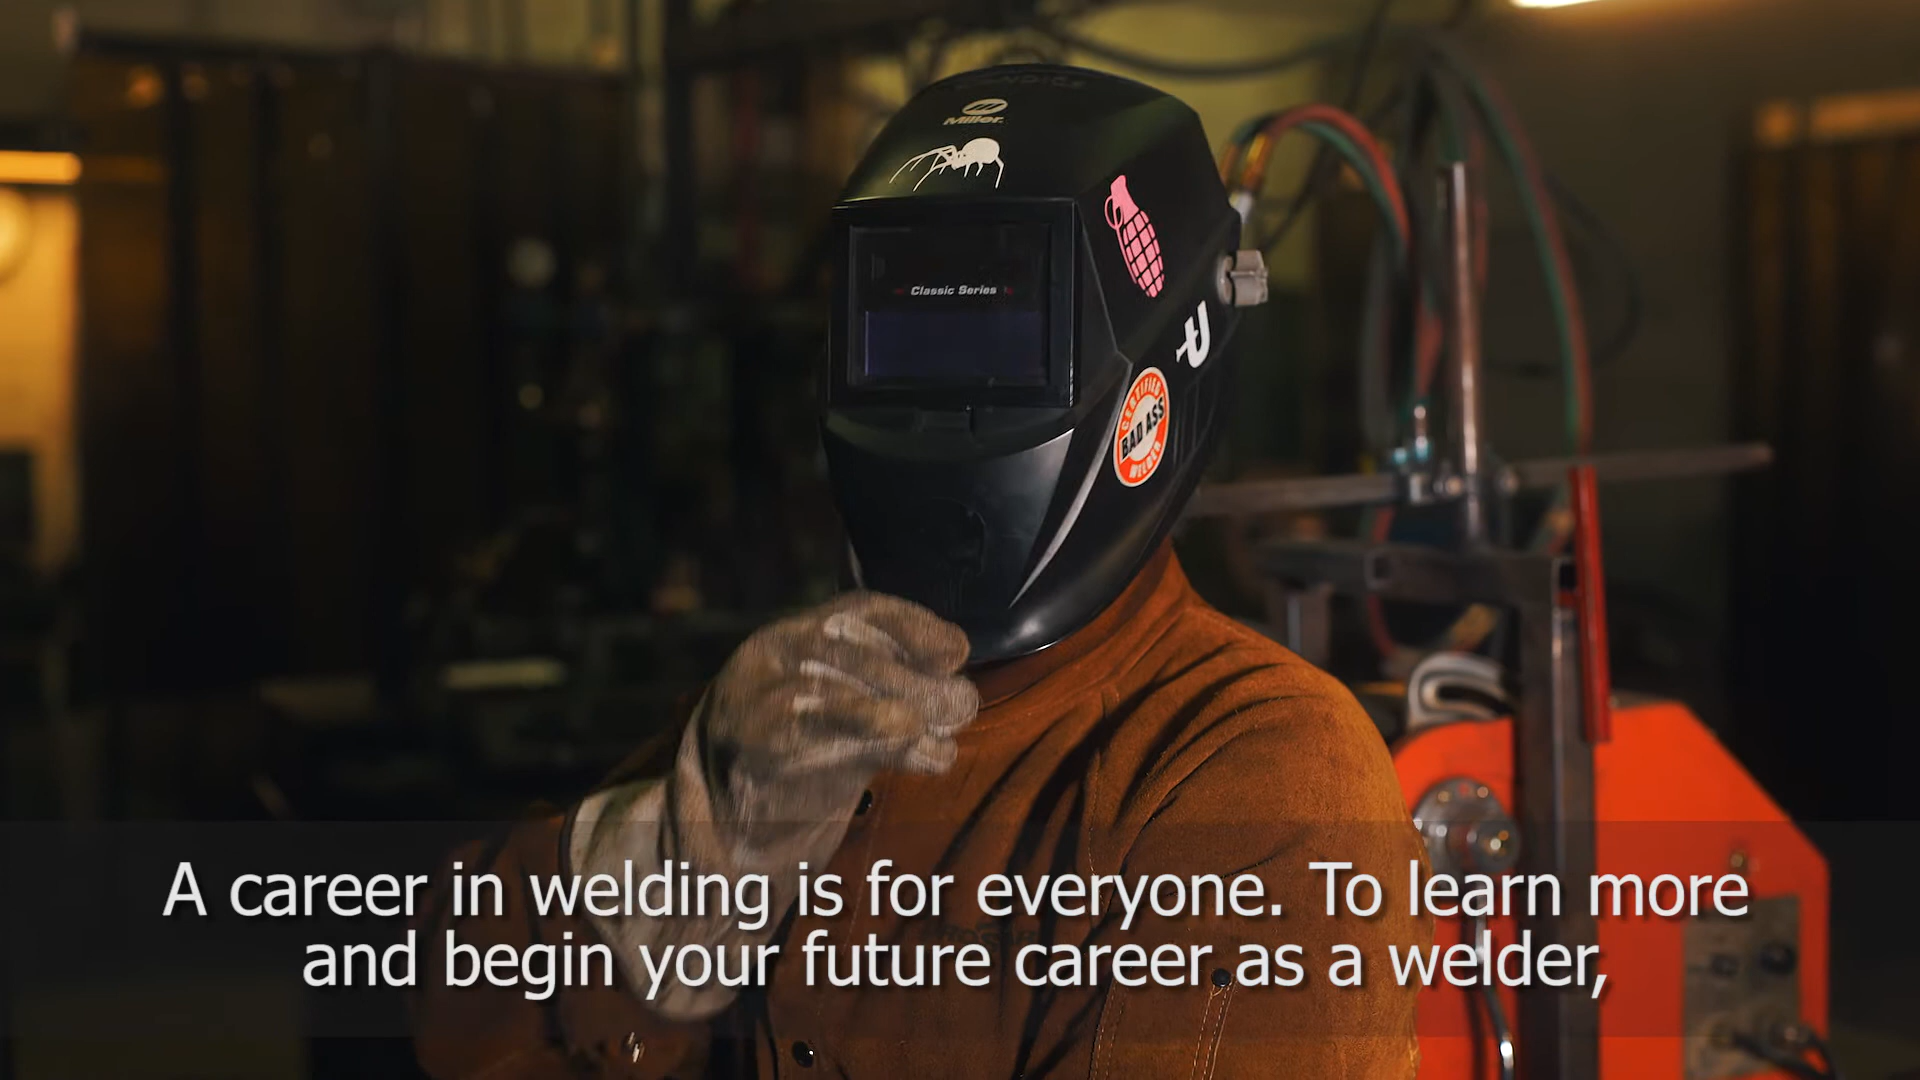 Miller
Classic Series
CERTIFIED
BAD ASS
WELDER
A career in welding is for everyone. To learn more
and begin your future career as a welder,